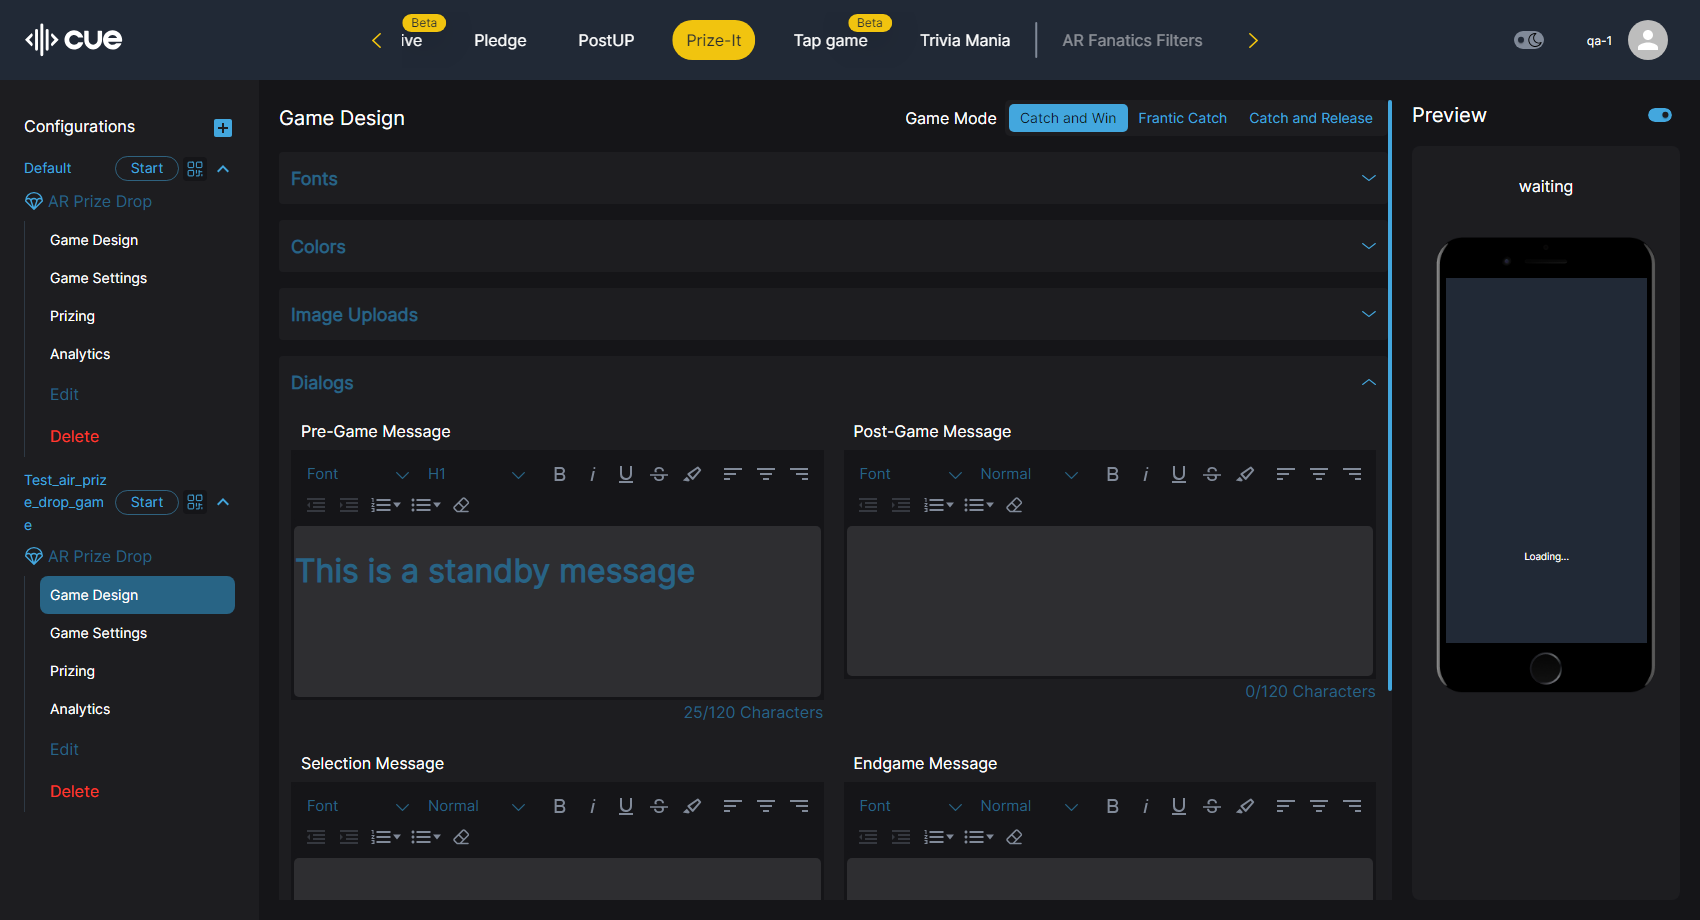 cue
Beta
ive
Pledge
PostUP
Prize-It
Beta
Tap game
Trivia Mania
AR Fanatics Filters
qa-1
Configurations
Default
Start
AR Prize Drop
Game Design
Game Settings
Prizing
Analytics
Edit
Delete
Test_air_priz
e_drop_gam
e
Start
AR Prize Drop
Game Design
Game Settings
Prizing
Analytics
Edit
Delete
Game Design
Game Mode
Catch and Win
Frantic Catch
Catch and Release
Fonts
Colors
Image Uploads
Dialogs
Pre-Game Message
Font
H1
This is a standby message
25/120 Characters
Post-Game Message
Font
Normal
0/120 Characters
Selection Message
Font
Normal
Endgame Message
Font
Normal
Preview
waiting
Loading...